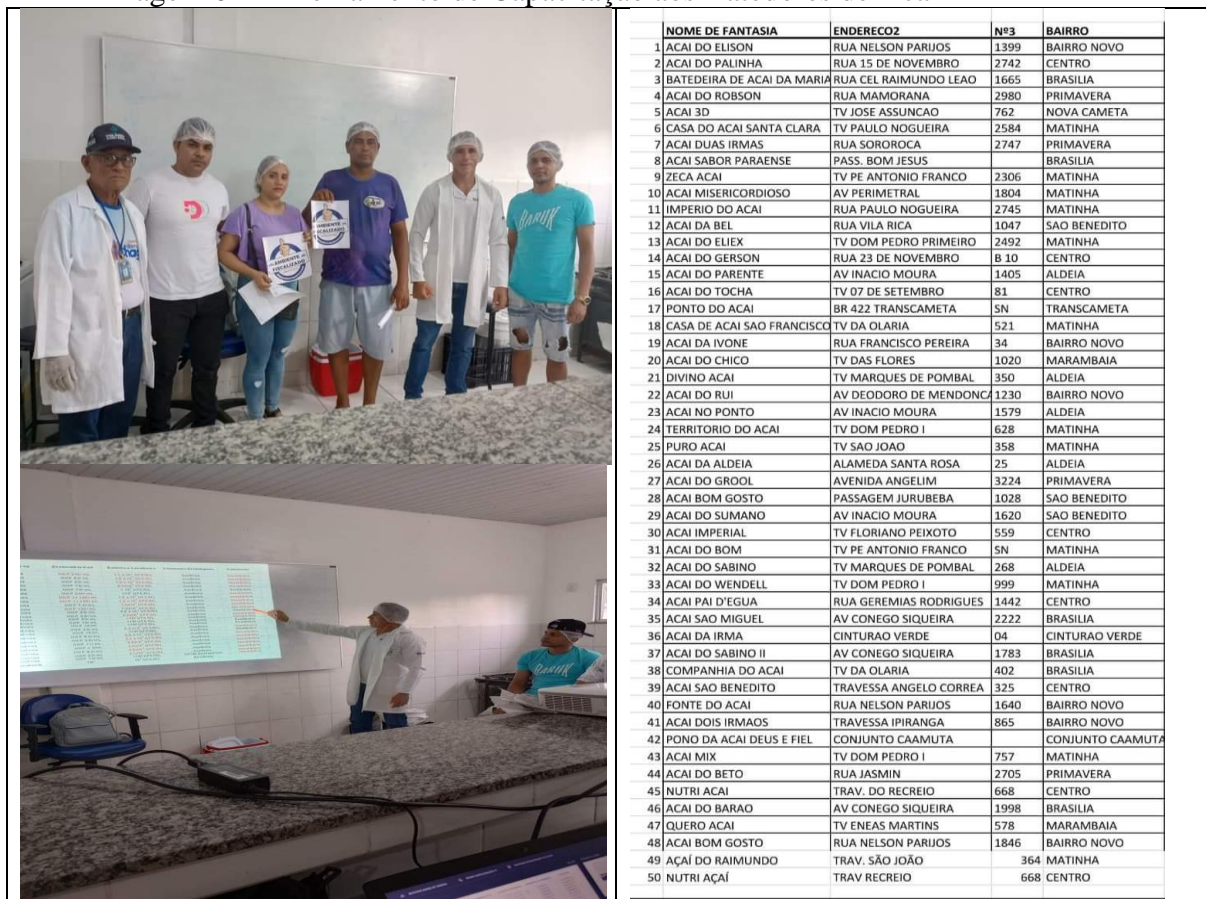 NOME DE FANTASIA ENDERECO2 Nº3 BAIRRO
1 ACAI DO ELISON RUA NELSON PARIJOS 1399 BAIRRO NOVO
2 ACAI DO PALINHA RUA 15 DE NOVEMBRO 2742 CENTRO
3 BATEDEIRA DE ACAI DA MARIA RUA CEL RAIMUNDO LEAO 1665 BRASILIA
4 ACAI DO ROBSON RUA MAMORANA 2980 PRIMAVERA
5 ACAI 3D TV JOSE ASSUNCAO 762 NOVA CAMETA
6 CASA DO ACAI SANTA CLARA TV PAULO NOGUEIRA 2584 MATINHA
7 ACAI DUAS IRMAS RUA SOROROCA 2747 PRIMAVERA
8 ACAI SABOR PARAENSE PASS. BOM JESUS BRASILIA
9 ZECA ACAI TV PE ANTONIO FRANCO 2306 MATINHA
10 ACAI MISERICORDIOSO AV PERIMETRAL 1804 MATINHA
11 IMPERIO DO ACAI RUA PAULO NOGUEIRA 2745 MATINHA
12 ACAI DA BEL RUA VILA RICA 1047 SAO BENEDITO
13 ACAI DO ELIEX TV DOM PEDRO PRIMEIRO 2492 MATINHA
14 ACAI DO GERSON RUA 23 DE NOVEMBRO B 10 CENTRO
15 ACAI DO PARENTE AV INACIO MOURA 1405 ALDEIA
16 ACAI DO TOCHA TV 07 DE SETEMBRO 81 CENTRO
17 PONTO DO ACAI BR 422 TRANSCAMETA SN TRANSCAMETA
18 CASA DE ACAI SAO FRANCISCO TV DA OLARIA 521 MATINHA
19 ACAI DA IVONE RUA FRANCISCO PEREIRA 34 BAIRRO NOVO
20 ACAI DO CHICO TV DAS FLORES 1020 MARAMBAIA
21 DIVINO ACAI TV MARQUES DE POMBAL 350 ALDEIA
22 ACAI DO RUI AV DEODORO DE MENDONCA 1230 BAIRRO NOVO
23 ACAI NO PONTO AV INACIO MOURA 1579 ALDEIA
24 TERRITORIO DO ACAI TV DOM PEDRO I 628 MATINHA
25 PURO ACAI TV SAO JOAO 358 MATINHA
26 ACAI DA ALDEIA ALAMEDA SANTA ROSA 25 ALDEIA
27 ACAI DO GROOL AVENIDA ANGELIM 3224 PRIMAVERA
28 ACAI BOM GOSTO PASSAGEM JURUBEBA 1028 SAO BENEDITO
29 ACAI DO SUMANO AV INACIO MOURA 1620 SAO BENEDITO
30 ACAI IMPERIAL TV FLORIANO PEIXOTO 559 CENTRO
31 ACAI DO BOM TV PE ANTONIO FRANCO SN MATINHA
32 ACAI DO SABINO TV MARQUES DE POMBAL 268 ALDEIA
33 ACAI DO WENDELL TV DOM PEDRO I 999 MATINHA
34 ACAI PAI D'EGUA RUA GEREMIAS RODRIGUES 1442 CENTRO
35 ACAI SAO MIGUEL AV CONEGO SIQUEIRA 2222 BRASILIA
36 ACAI DA IRMA CINTURAO VERDE 04 CINTURAO VERDE
37 ACAI DO SABINO II AV CONEGO SIQUEIRA 1783 BRASILIA
38 COMPANHIA DO ACAI TV DA OLARIA 402 BRASILIA
39 ACAI SAO BENEDITO TRAVESSA ANGELO CORREA 325 CENTRO
40 FONTE DO ACAI RUA NELSON PARIJOS 1640 BAIRRO NOVO
41 ACAI DOIS IRMAOS TRAVESSA IPIRANGA 865 BAIRRO NOVO
42 PONO DA ACAI DEUS E FIEL CONJUNTO CAAMUTA CONJUNTO CAAMUTA
43 ACAI MIX TV DOM PEDRO I 757 MATINHA
44 ACAI DO BETO RUA JASMIN 2705 PRIMAVERA
45 NUTRI ACAI TRAV. DO RECREIO 668 CENTRO
46 ACAI DO BARAO AV CONEGO SIQUEIRA 1998 BRASILIA
47 QUERO ACAI TV ENEAS MARTINS 578 MARAMBAIA
48 ACAI BOM GOSTO RUA NELSON PARIJOS 1846 BAIRRO NOVO
49 AÇAÍ DO RAIMUNDO TRAV. SÃO JOÃO 364 MATINHA
50 NUTRI AÇAÍ TRAV RECREIO 668 CENTRO
AMBIENTE
FISCALIZADO
AMBIENTE
FISCALIZADO
BARUK
BARUK